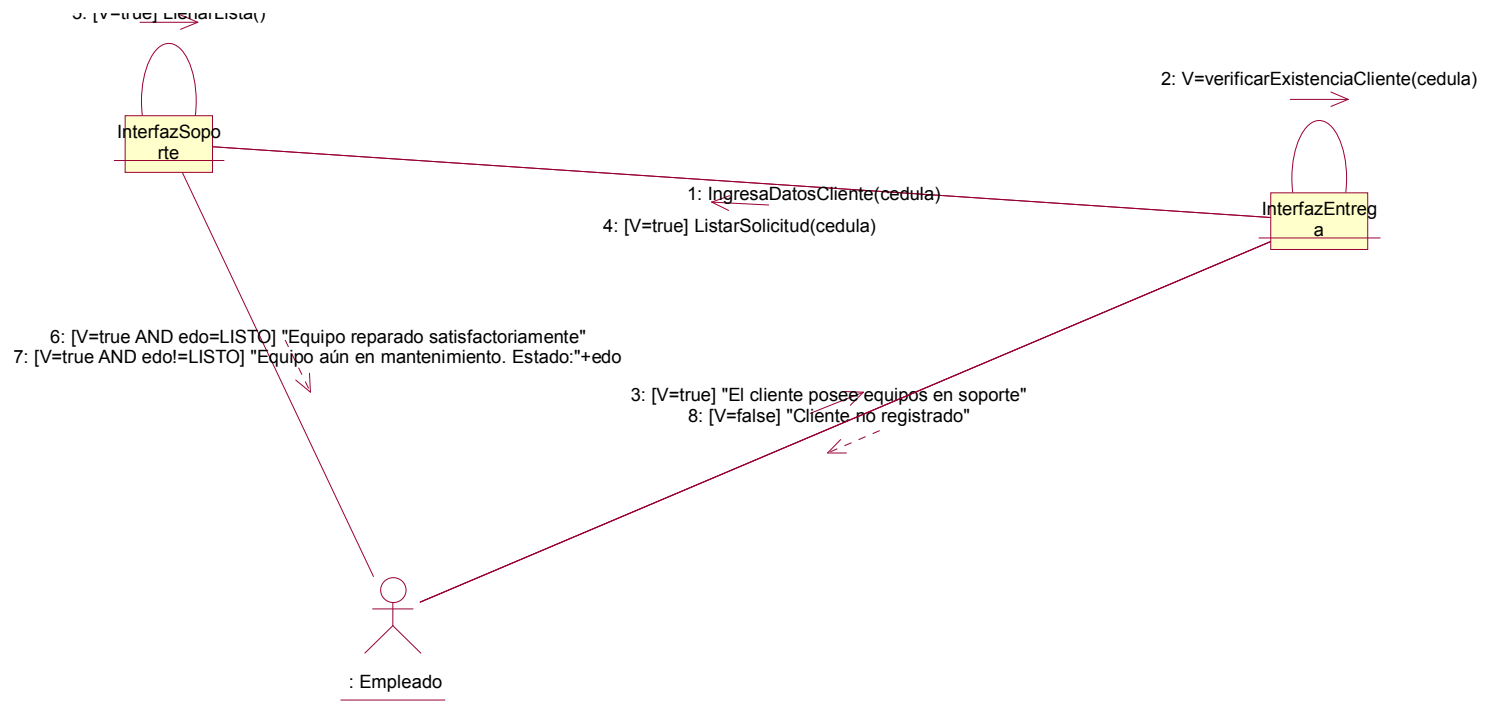 5: [V=true] LlenarLista()
2: V=verificarExistenciaCliente(cedula)
InterfazSopo
rte
1: IngresaDatosCliente(cedula)
4: [V=true] ListarSolicitud(cedula)
InterfazEntreg
a
6: [V=true AND edo=LISTO] "Equipo reparado satisfactoriamente"
7: [V=true AND edo!=LISTO] "Equipo aún en mantenimiento. Estado:"+edo
3: [V=true] "El cliente posee equipos en soporte"
8: [V=false] "Cliente no registrado"
: Empleado